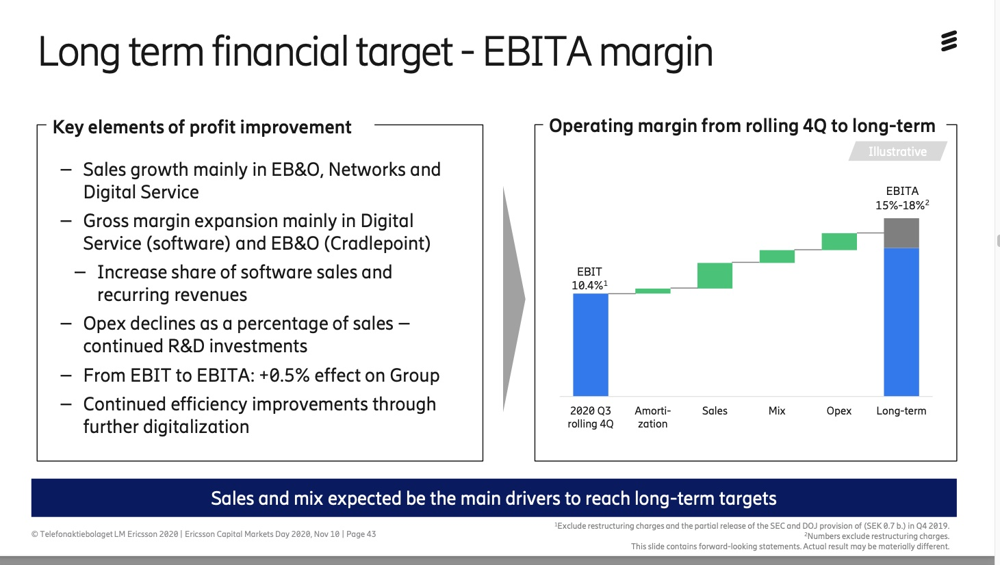 Long term financial target - EBITA margin
Key elements of profit improvement
— Sales growth mainly in EB&O, Networks and
Digital Service
— Gross margin expansion mainly in Digital
Service (software) and EB&O (Cradlepoint)
— Increase share of software sales and
recurring revenues
— Opex declines as a percentage of sales —
continued R&D investments
— From EBIT to EBITA: +0.5% effect on Group
— Continued efficiency improvements through
further digitalization
Operating margin from rolling 4Q to long-term
Illustrative
EBITA
15%-18%²
EBIT
10.4%¹
2020 Q3
rolling 4Q
Amorti-
zation
Sales
Mix
Opex
Long-term
Sales and mix expected be the main drivers to reach long-term targets
© Telefonaktiebolaget LM Ericsson 2020 | Ericsson Capital Markets Day 2020, Nov 10 | Page 43
¹Exclude restructuring charges and the partial release of the SEC and DOJ provision of (SEK 0.7 b.) in Q4 2019.
²Numbers exclude restructuring charges.
This slide contains forward-looking statements. Actual result may be materially different.